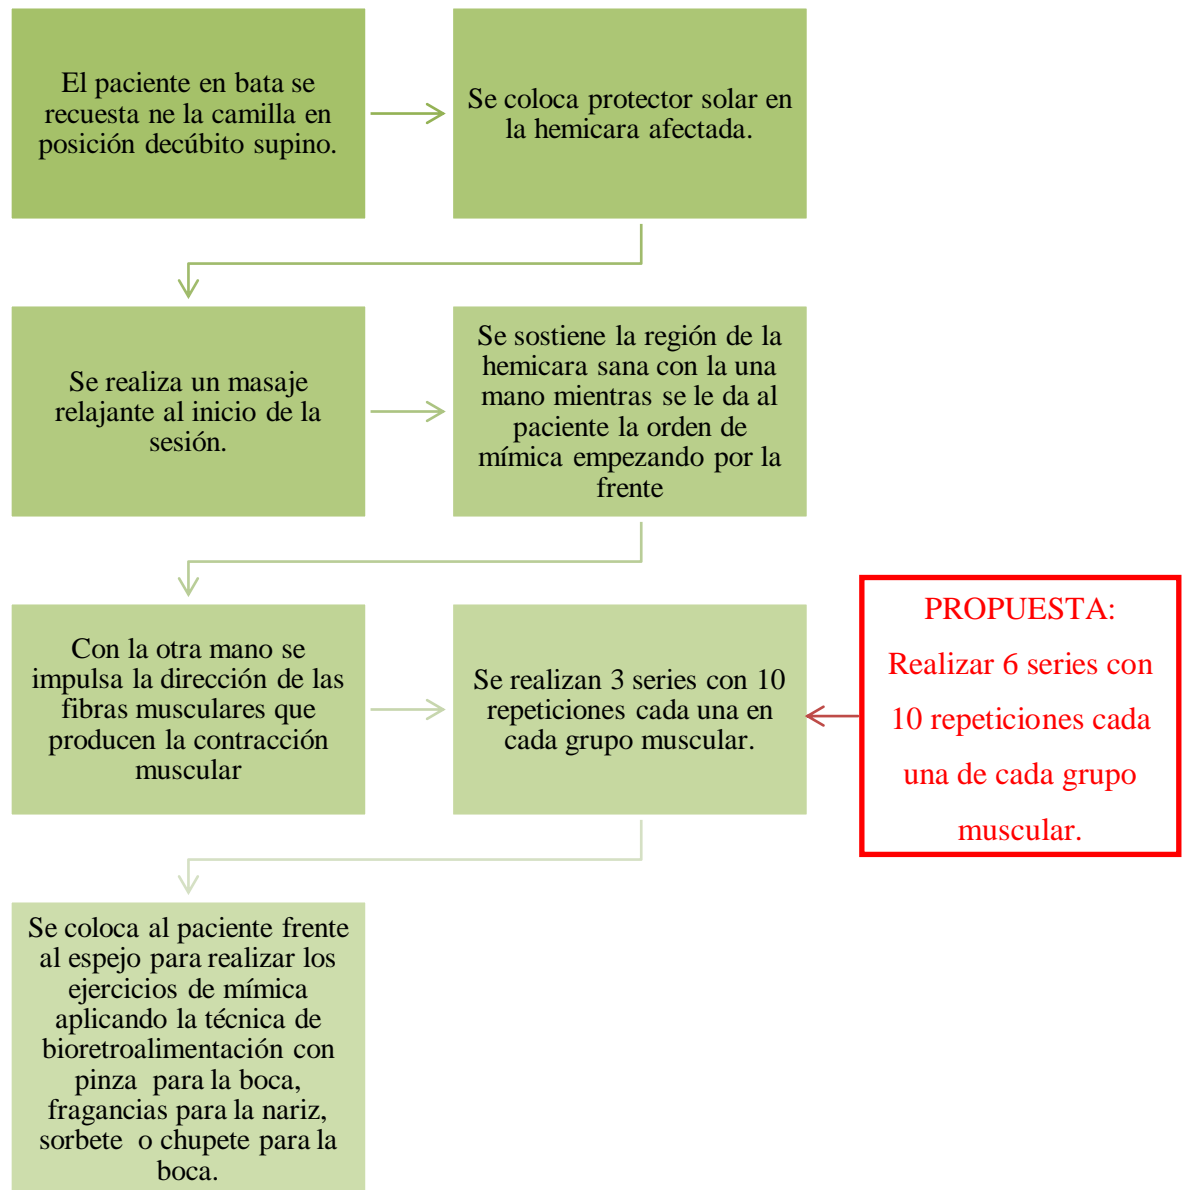 El paciente en bata se
recuesta ne la camilla en
posición decúbito supino.
Se coloca protector solar en
la hemicara afectada.
Se realiza un masaje
relajante al inicio de la
sesión.
Se sostiene la región de la
hemicara sana con la una
mano mientras se le da al
paciente la orden de
mímica empezando por la
frente
Con la otra mano se
impulsa la dirección de las
fibras musculares que
producen la contracción
muscular
Se realizan 3 series con 10
repeticiones cada una en
cada grupo muscular.
PROPUESTA:
Realizar 6 series con
10 repeticiones cada
una de cada grupo
muscular.
Se coloca al paciente frente
al espejo para realizar los
ejercicios de mímica
aplicando la técnica de
bioretroalimentación con
pinza para la boca,
fragancias para la nariz,
sorbete o chupete para la
boca.